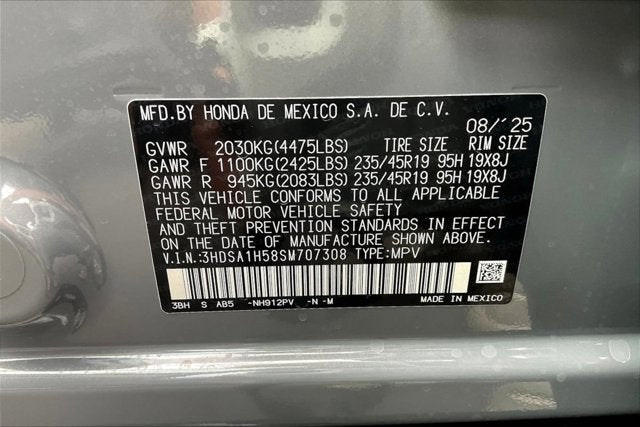 MFD.BY HONDA DE MEXICO S.A. DE C.V.
08/'25
GVWR 2030KG(4475LBS) TIRE SIZE RIM SIZE
GAWR F 1100KG(2425LBS) 235/45R19 95H 19X8J
GAWR R 945KG(2083LBS) 235/45R19 95H 19X8J
THIS VEHICLE CONFORMS TO ALL APPLICABLE
FEDERAL MOTOR VEHICLE SAFETY
AND THEFT PREVENTION STANDARDS IN EFFECT
ON THE DATE OF MANUFACTURE SHOWN ABOVE.
V.I.N.:3HDSA1H58SM707308 TYPE:MPV
3BH S AB5 -NH912PV -N -M MADE IN MEXICO